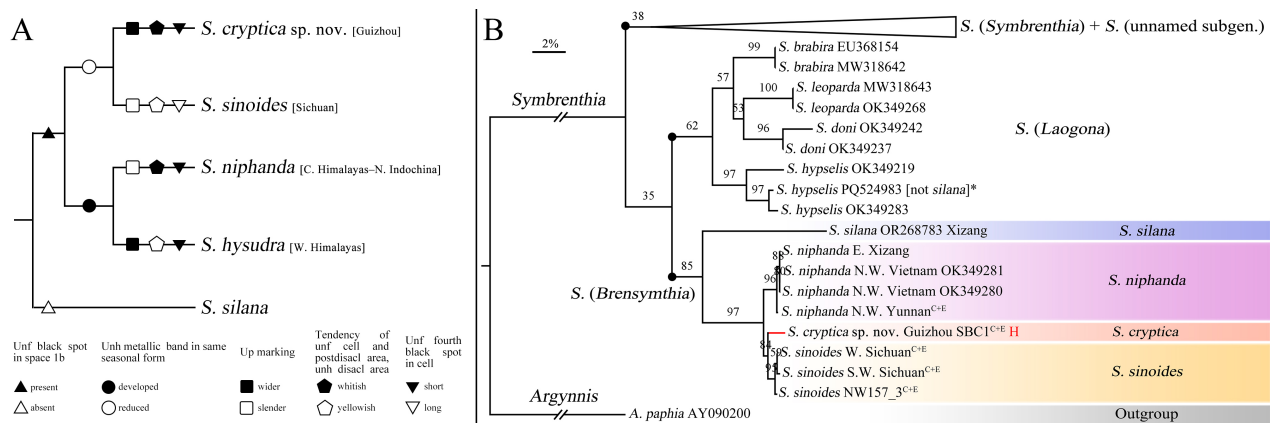 A
S. cryptica sp. nov. [Guizhou]
S. sinoides [Sichuan]
S. niphanda [C. Himalayas–N. Indochina]
S. hysudra [W. Himalayas]
S. silana
Unf black spot
in space 1b
present
absent
Unh metallic band in same
seasonal form
developed
reduced
Up marking
wider
slender
Tendency of
unf cell and
postdisacl area,
unh disacl area
whitish
yellowish
Unf fourth
black spot
in cell
short
long
B
2%
38
S. (Symbrenthia) + S. (unnamed subgen.)
Symbrenthia
99
S. brabira EU368154
S. brabira MW318642
57
100
S. leoparda MW318643
S. leoparda OK349268
53
96
S. doni OK349242
S. doni OK349237
S. (Laogona)
62
97
S. hypselis OK349219
97
S. hypselis PQ524983 [not silana]*
S. hypselis OK349283
35
S. silana OR268783 Xizang
S. silana
85
S. (Brensymthia)
S. niphanda E. Xizang
S. niphanda N.W. Vietnam OK349281
S. niphanda N.W. Vietnam OK349280
S. niphanda N.W. Yunnan C+E
S. niphanda
96
97
S. cryptica sp. nov. Guizhou SBC1 C+E H
S. cryptica
84
S. sinoides W. Sichuan C+E
S. sinoides S.W. Sichuan C+E
S. sinoides NW157_3 C+E
S. sinoides
Argynnis
A. paphia AY090200
Outgroup